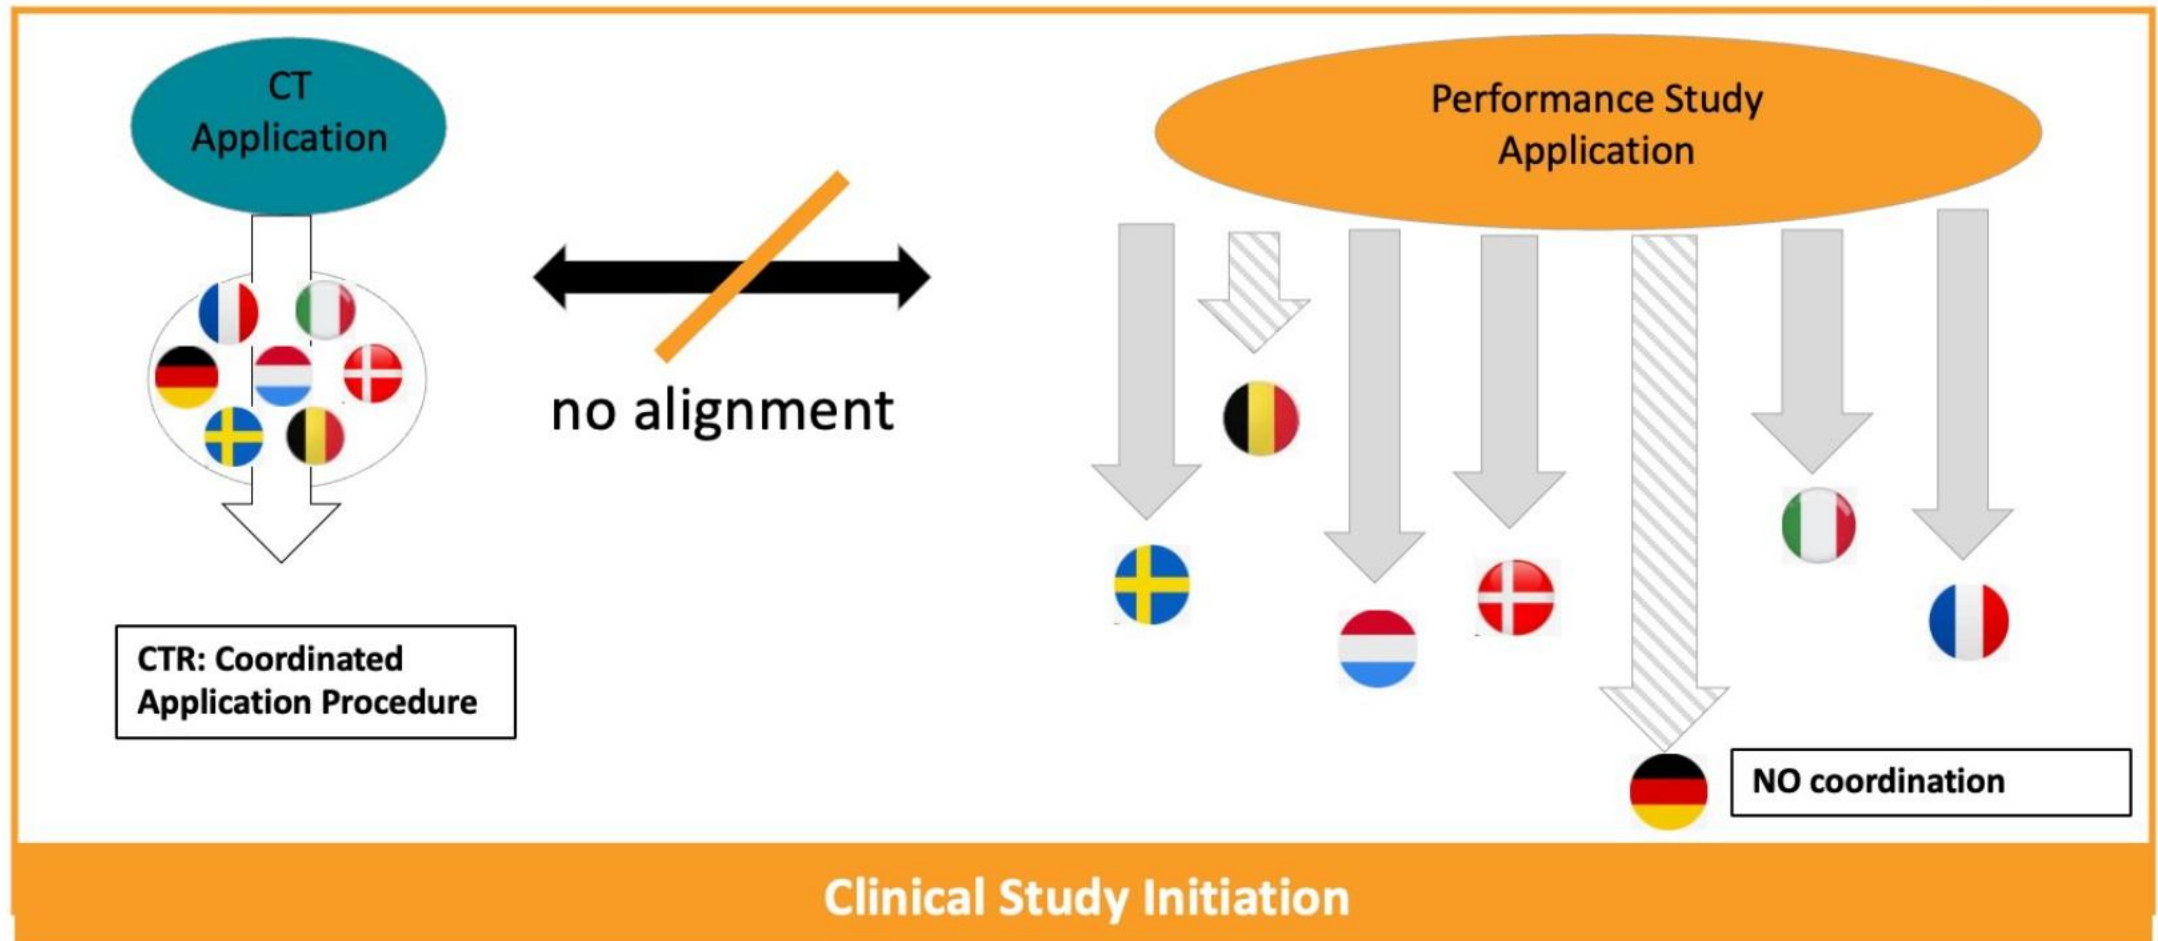 CT
Application
Performance Study
Application
no alignment
CTR: Coordinated
Application Procedure
NO coordination
Clinical Study Initiation